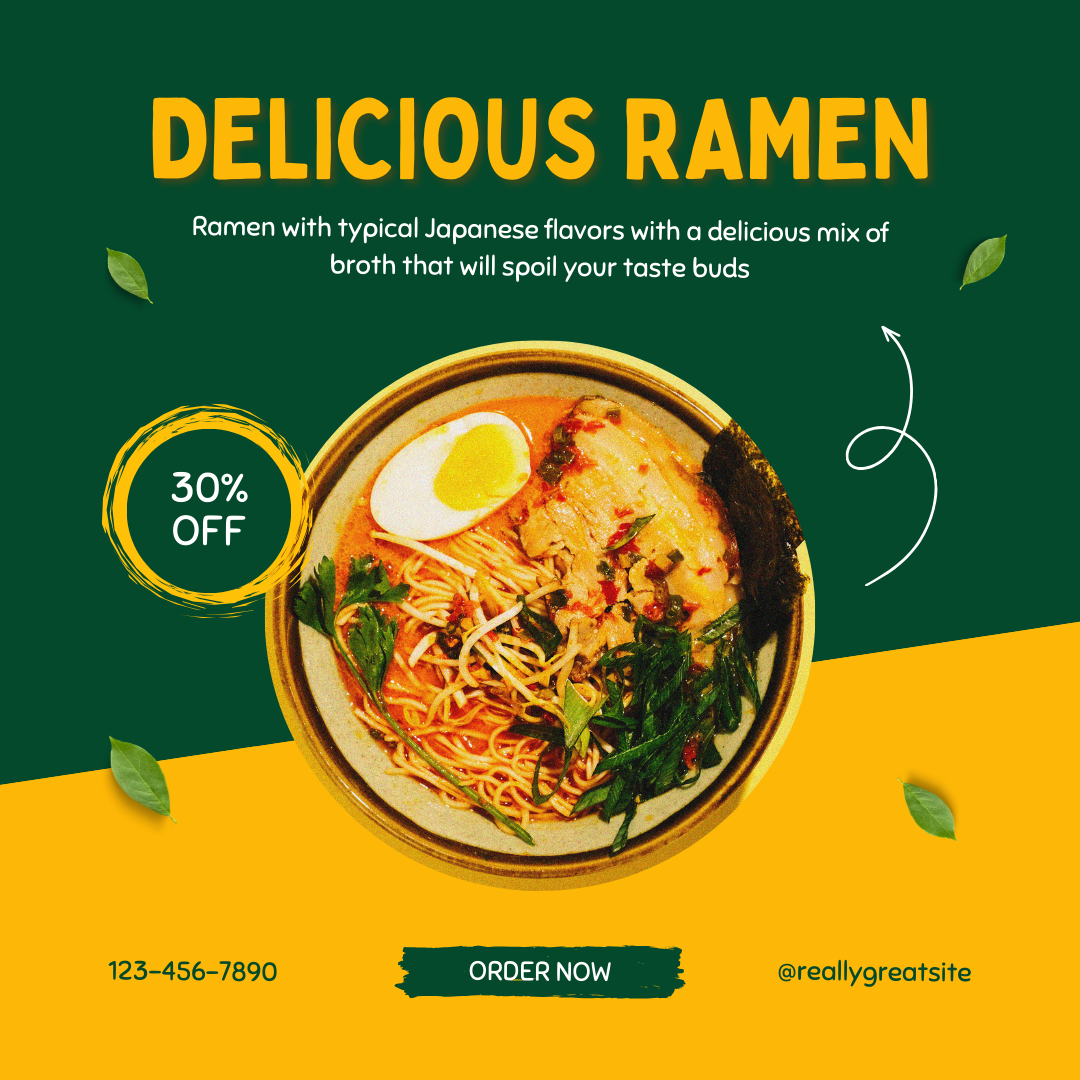 DELICIOUS RAMEN
Ramen with typical Japanese flavors with a delicious mix of
broth that will spoil your taste buds
30%
OFF
123-456-7890
ORDER NOW
@reallygreatsite